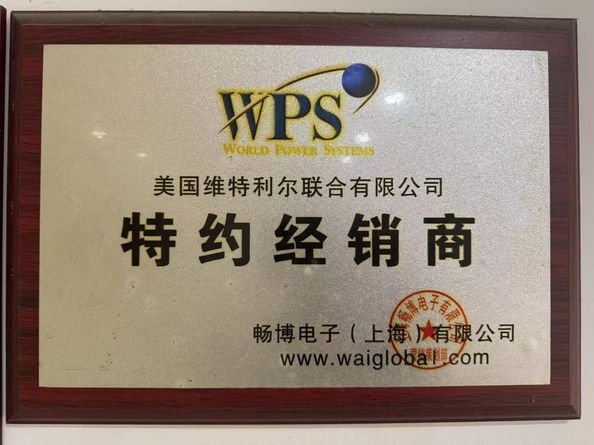 WPS
WORLD POWER SYSTEMS
美国维特利尔联合有限公司
特约经销商
畅博电子（上海）有限公司
www.waiglobal.com